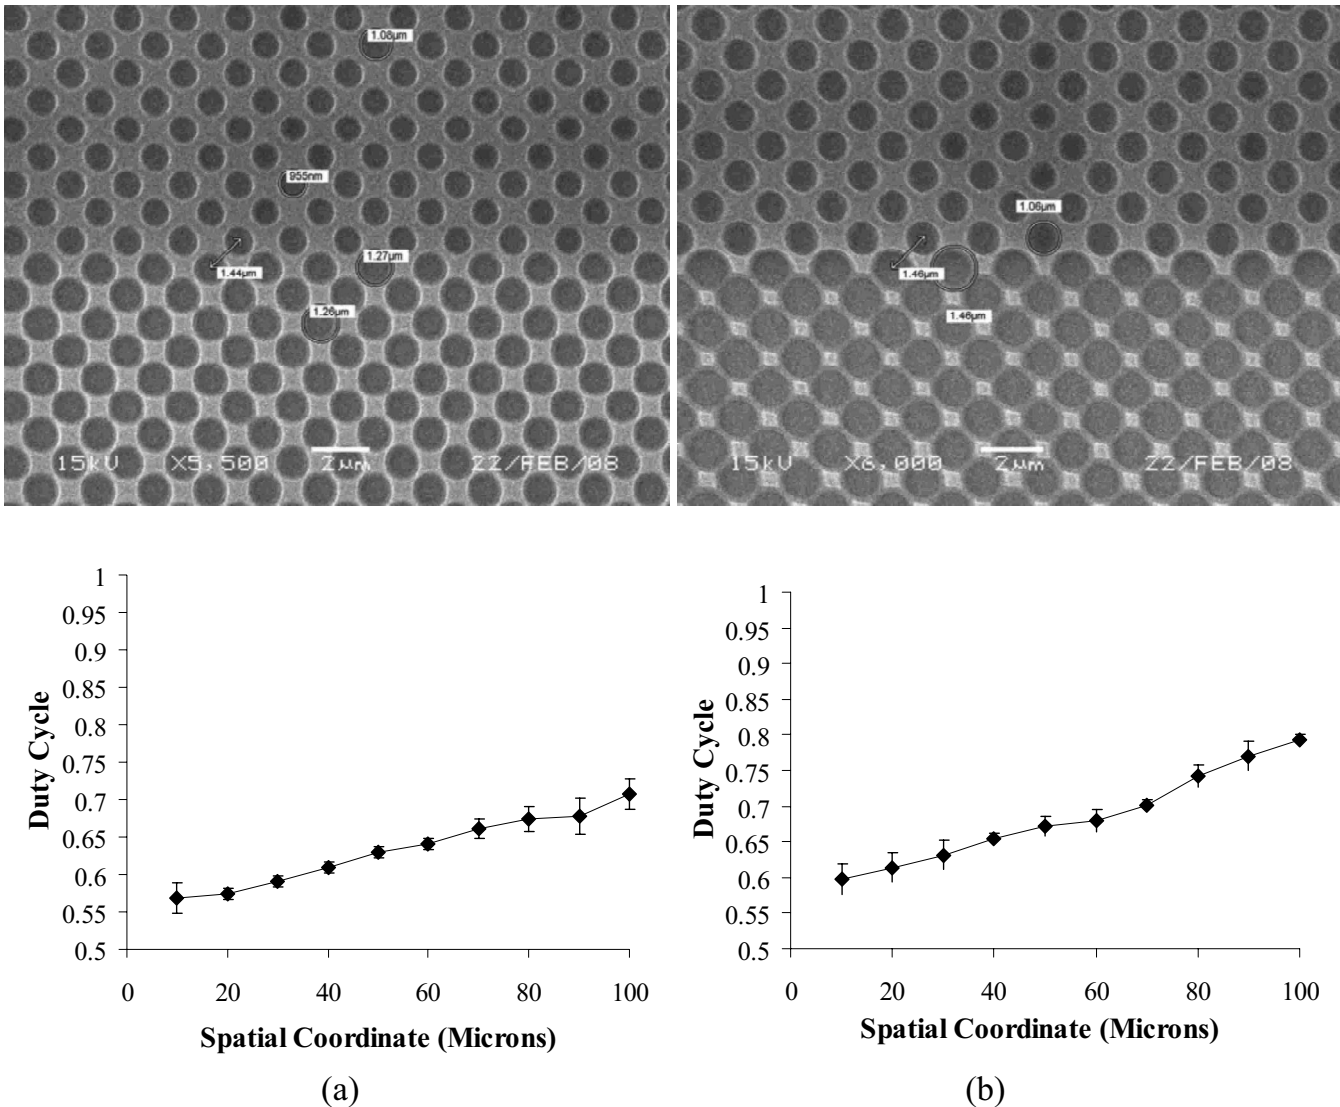 1.08µm
955nm
1.44µm
1.27µm
1.26µm
15kV X5,500 2µm 22/FEB/08
1.06µm
1.46µm
1.46µm
15kV X6,000 2µm 22/FEB/08
1
0.95
0.9
0.85
0.8
0.75
0.7
0.65
0.6
0.55
0.5
Duty Cycle
0 20 40 60 80 100
Spatial Coordinate (Microns)
(a)
1
0.95
0.9
0.85
0.8
0.75
0.7
0.65
0.6
0.55
0.5
Duty Cycle
0 20 40 60 80 100
Spatial Coordinate (Microns)
(b)